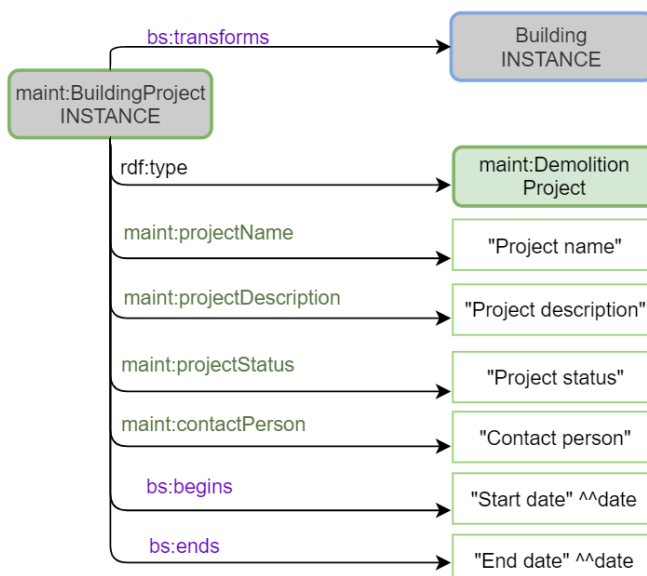 bs:transforms
Building
INSTANCE
maint:BuildingProject
INSTANCE
rdf:type
maint:Demolition
Project
maint:projectName
"Project name"
maint:projectDescription
"Project description"
maint:projectStatus
"Project status"
maint:contactPerson
"Contact person"
bs:begins
"Start date" ^^date
bs:ends
"End date" ^^date